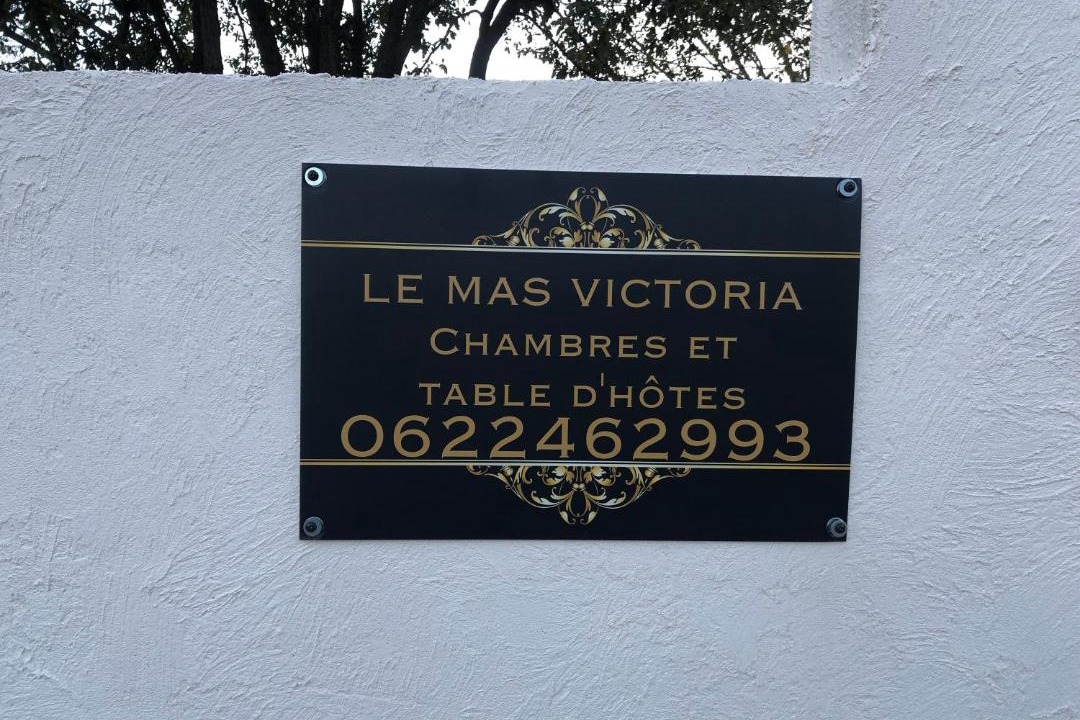 LE MAS VICTORIA
CHAMBRES ET
TABLE D'HÔTES
0622462993